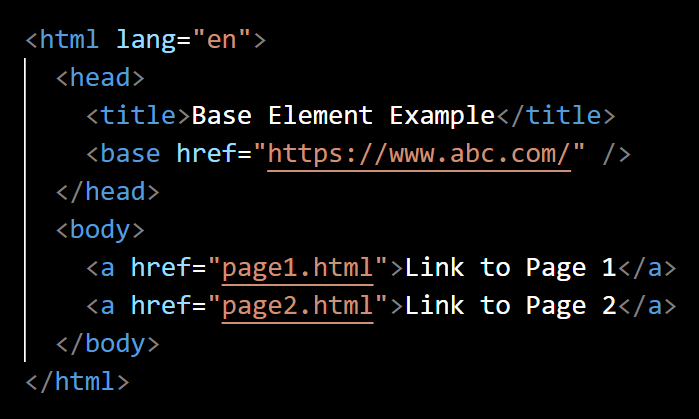 <html lang="en">
<head>
<title>Base Element Example</title>
<base href="https://www.abc.com/" />
</head>
<body>
<a href="page1.html">Link to Page 1</a>
<a href="page2.html">Link to Page 2</a>
</body>
</html>